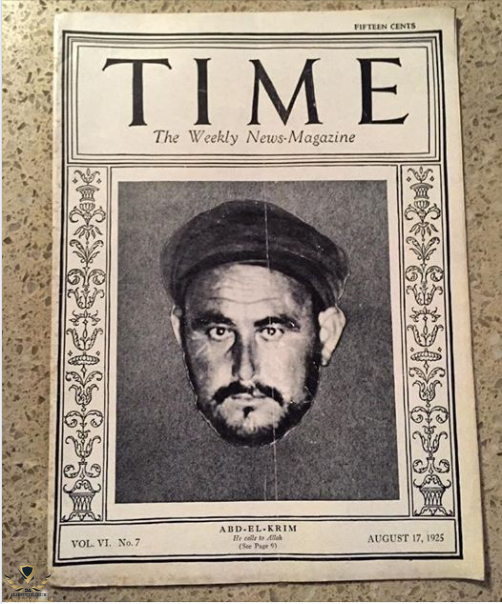 FIFTEEN CENTS
TIME
The Weekly News-Magazine
ABD-EL-KRIM
He calls to Allah
(See Page 9)
VOL. VI. No. 7
AUGUST 17, 1925